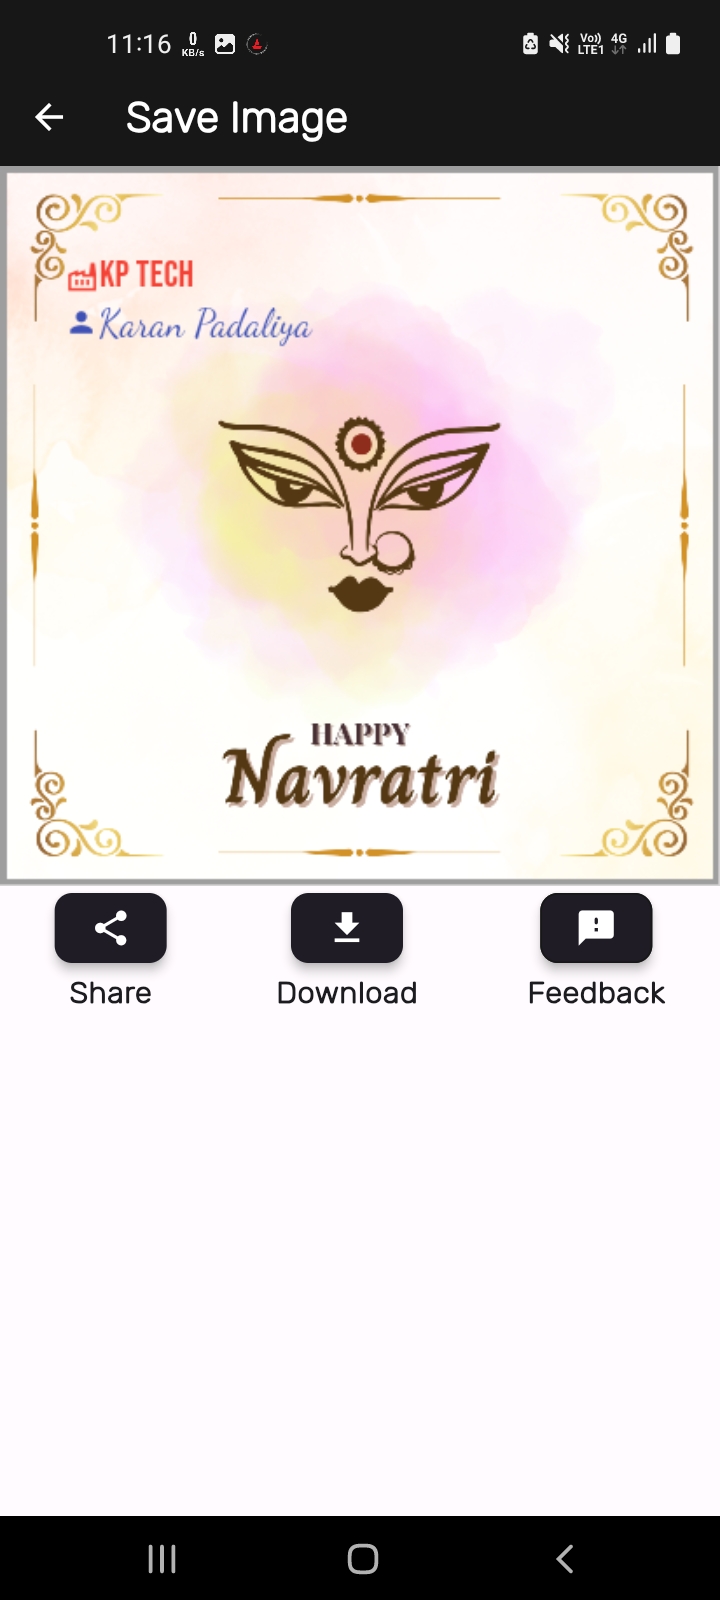 11:16 0 KB/s Vo)) LTE1 4G
Save Image
KP TECH
Karan Padaliya
HAPPY
Navratri
Share Download Feedback